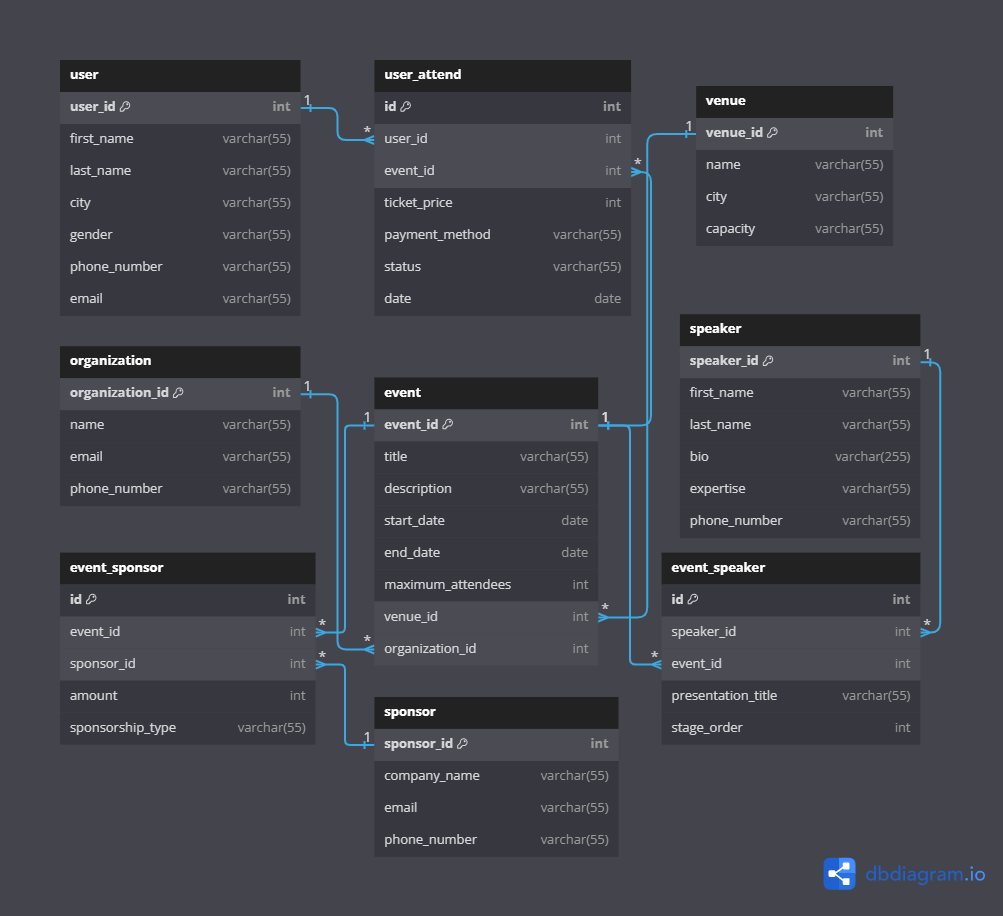 user
user_id int
first_name varchar(55)
last_name varchar(55)
city varchar(55)
gender varchar(55)
phone_number varchar(55)
email varchar(55)
user_attend
id int
user_id int
event_id int
ticket_price int
payment_method varchar(55)
status varchar(55)
date date
venue
venue_id int
name varchar(55)
city varchar(55)
capacity varchar(55)
organization
organization_id int
name varchar(55)
email varchar(55)
phone_number varchar(55)
event
event_id int
title varchar(55)
description varchar(55)
start_date date
end_date date
maximum_attendees int
venue_id int
organization_id int
speaker
speaker_id int
first_name varchar(55)
last_name varchar(55)
bio varchar(255)
expertise varchar(55)
phone_number varchar(55)
event_sponsor
id int
event_id int
sponsor_id int
amount int
sponsorship_type varchar(55)
sponsor
sponsor_id int
company_name varchar(55)
email varchar(55)
phone_number varchar(55)
event_speaker
id int
speaker_id int
event_id int
presentation_title varchar(55)
stage_order int
1
*
1
*
1
*
1
1
1
*
*
*
*
*
1
dbdiagram.io